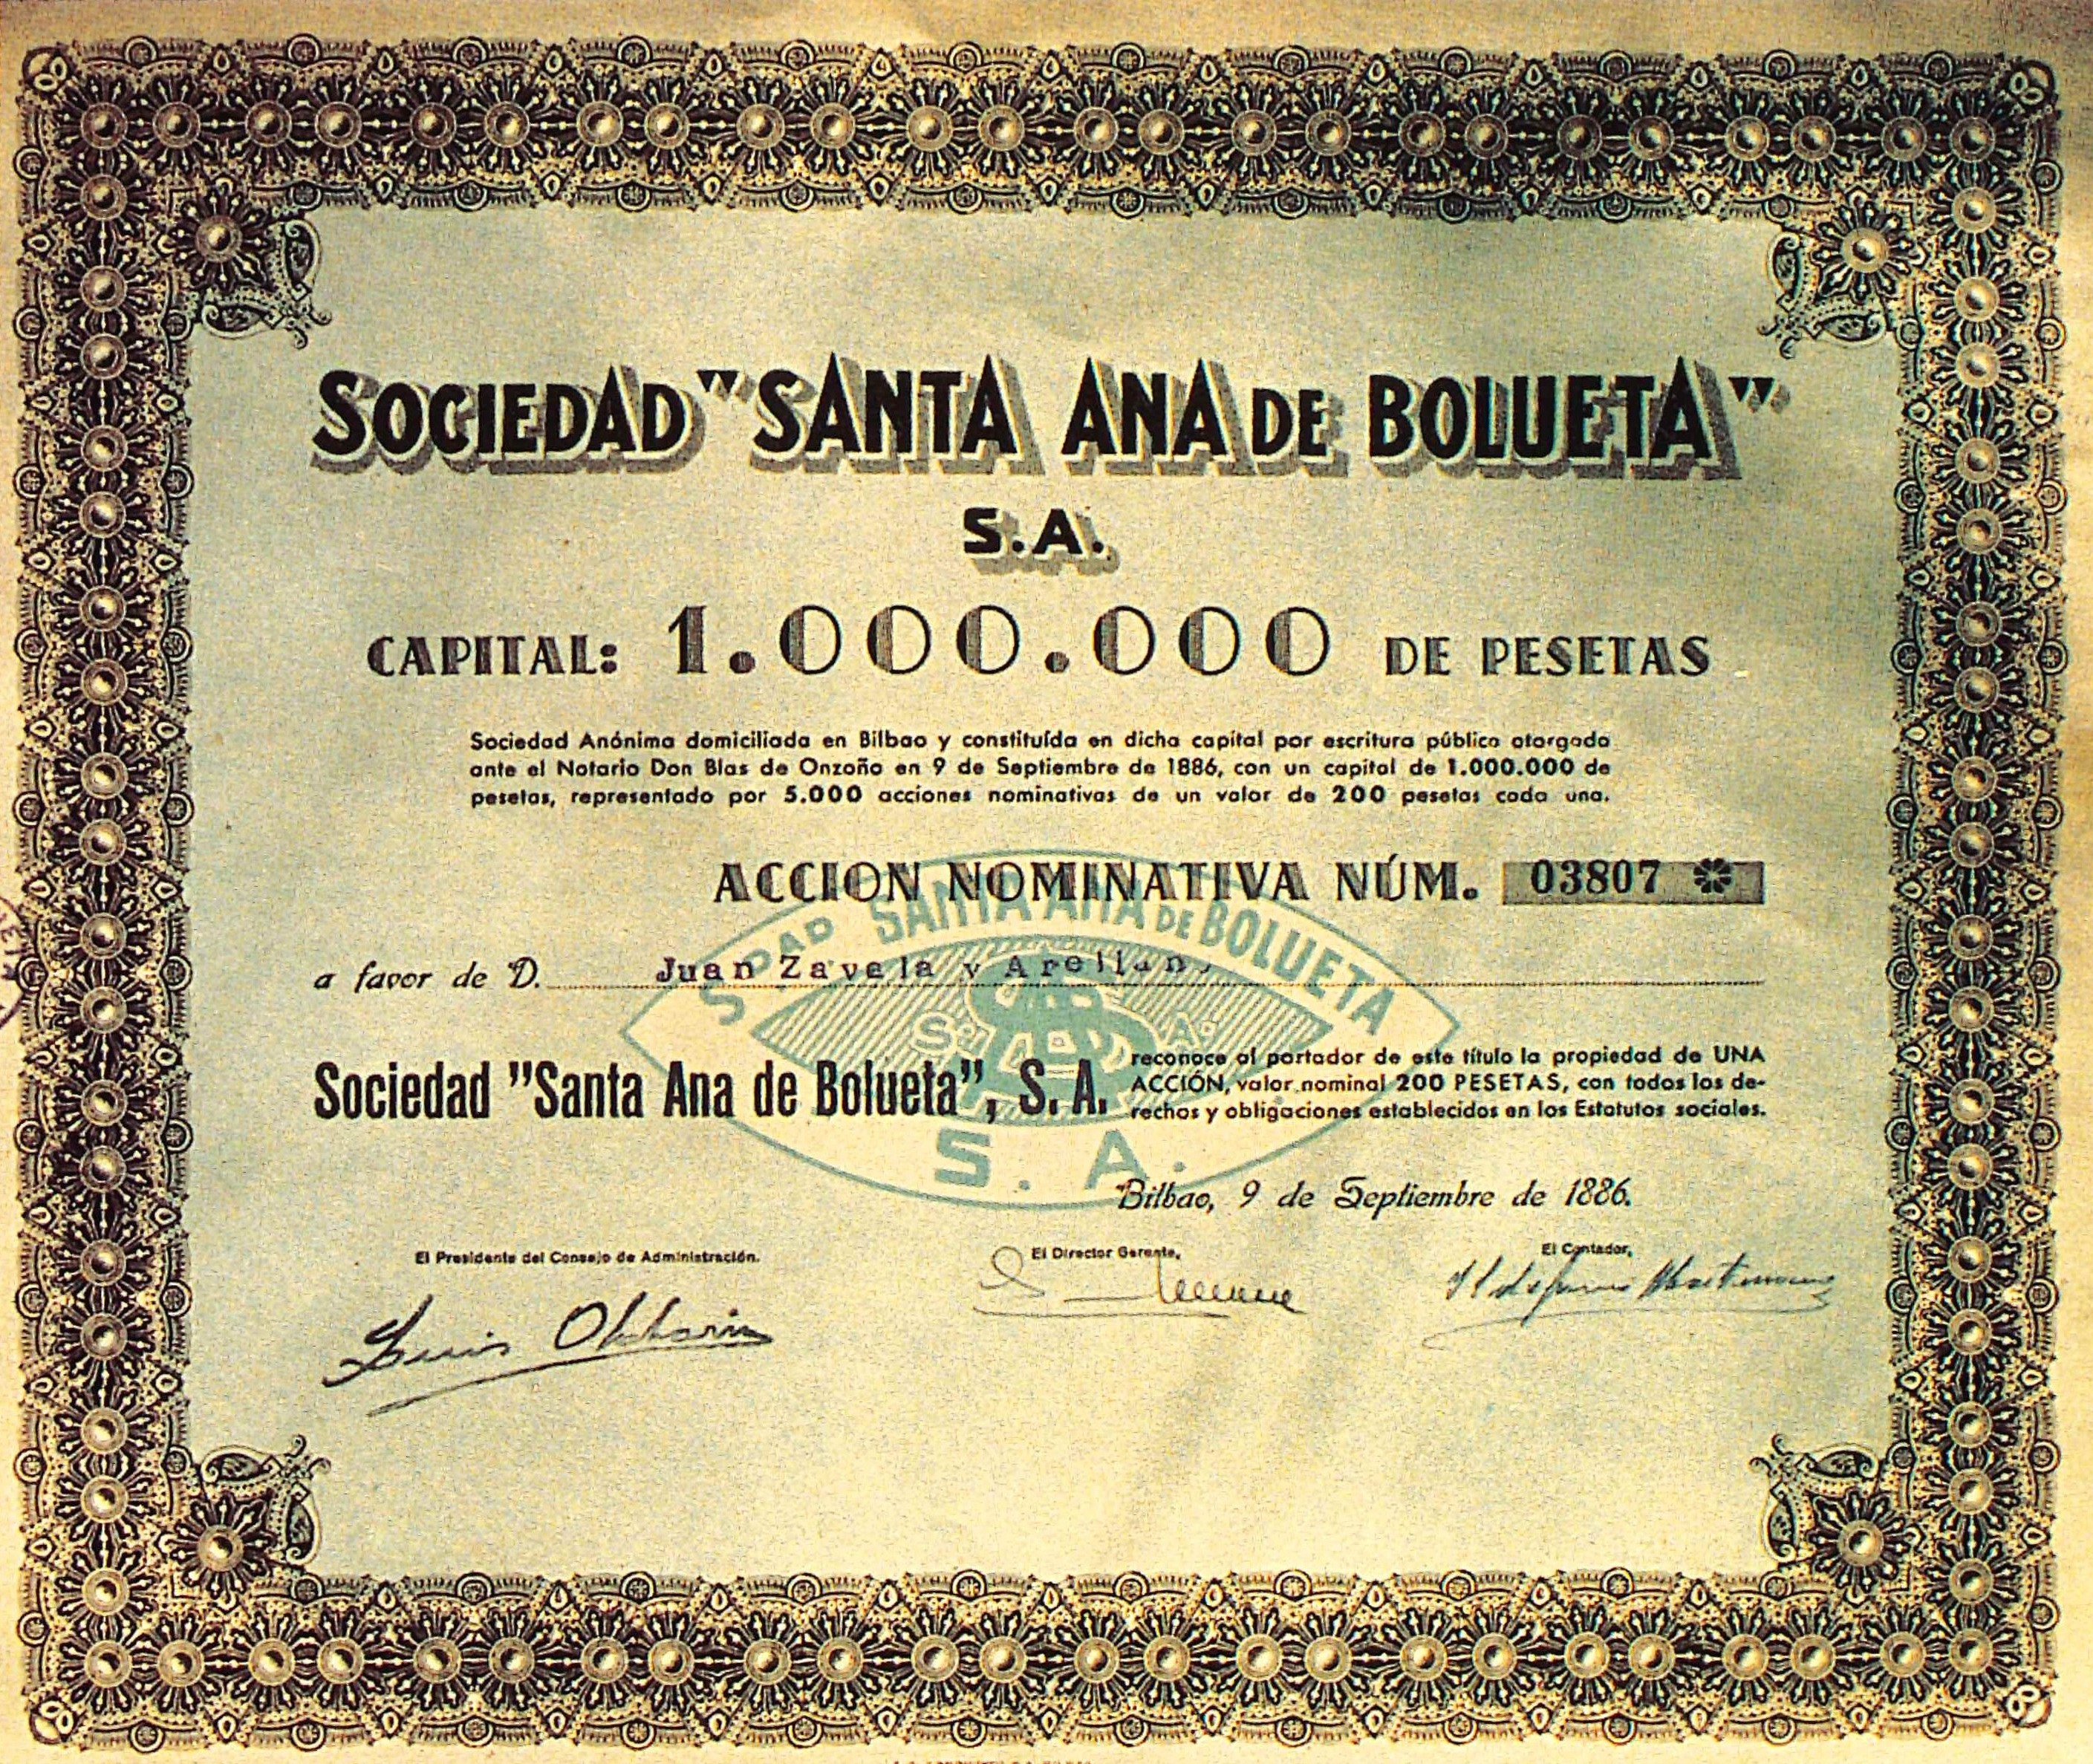 SOCIEDAD "SANTA ANA DE BOLUETA"
S.A.
CAPITAL: 1.000.000 DE PESETAS
Sociedad Anónima domiciliada en Bilbao y constituída en dicha capital por escritura pública otorgada
ante el Notario Don Blas de Onzoño en 9 de Septiembre de 1886, con un capital de 1.000.000 de
pesetas, representado por 5.000 acciones nominativas de un valor de 200 pesetas cada una.
ACCION NOMINATIVA NÚM. 03807
SDAD SANTA ANA DE BOLUETA
a favor de D. Juan Zavala y Arellano
Sdad SAB Aª
Sociedad "Santa Ana de Bolueta", S. A.
reconoce al portador de este título la propiedad de UNA
ACCIÓN, valor nominal 200 PESETAS, con todos los de-
rechos y obligaciones establecidos en los Estatutos sociales.
S. A.
Bilbao, 9 de Septiembre de 1886.
El Presidente del Consejo de Administración.
El Director Gerente,
El Contador,
Luis